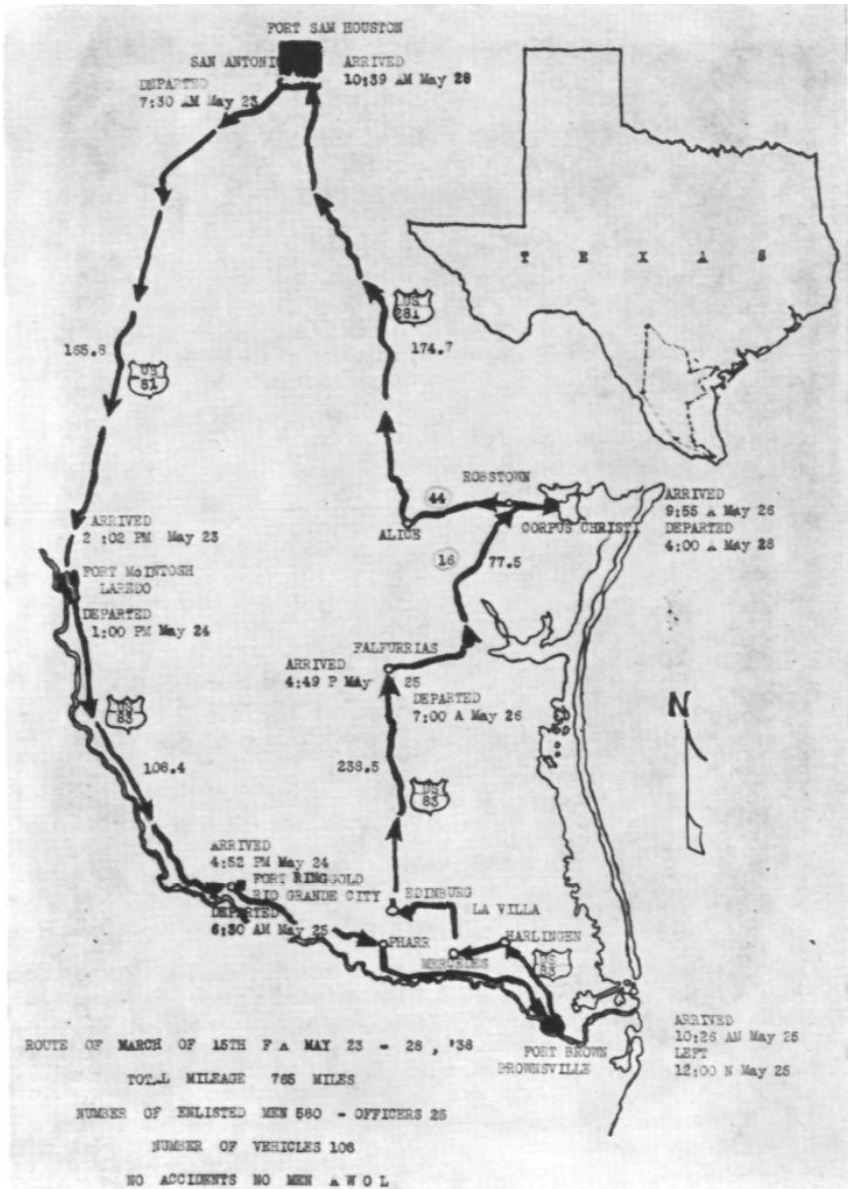 FORT SAM HOUSTON
SAN ANTONI
ARRIVED
10:39 AM May 28
DEPARTED
7:30 AM May 23
T E X A S
US
281
174.7
165.8
US
81
ROBSTOWN
44
ALICE
CORPUS CHRISTI
ARRIVED
9:55 A May 26
DEPARTED
4:00 A May 28
ARRIVED
2 :02 PM May 23
16
77.5
FORT McINTOSH
LAREDO
DEPARTED
1:00 PM May 24
FALFURRIAS
ARRIVED
4:49 P MAY 25
DEPARTED
7:00 A May 26
N
US
83
108.4
238.5
US
83
ARRIVED
4:52 PM May 24
FORT RINGGOLD
RIO GRANDE CITY
DEPARTED
6:30 AM May 25
EDINBURG
LA VILLA
PHARR
HARLINGEN
MERCEDES
US
83
FORT BROWN
BROWNSVILLE
ARRIVED
10:26 AM May 25
LEFT
12:00 N May 25
ROUTE OF MARCH OF 15TH F A MAY 23 - 28 , '38
TOTAL MILEAGE 765 MILES
NUMBER OF ENLISTED MEN 580 - OFFICERS 25
NUMBER OF VEHICLES 108
NO ACCIDENTS NO MEN A W O L